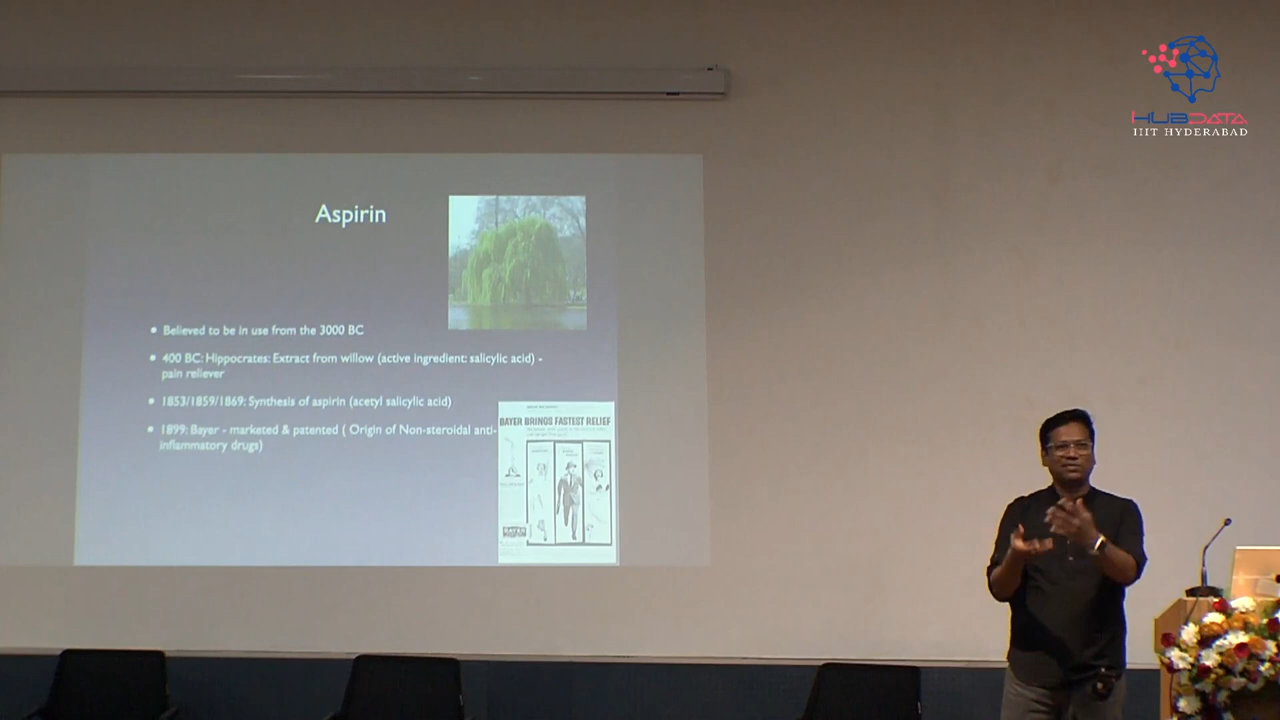 HUBDATA
IIIT HYDERABAD
Aspirin
• Believed to be in use from the 3000 BC
• 400 BC: Hippocrates: Extract from willow (active ingredient: salicylic acid) -
pain reliever
• 1853/1859/1869: Synthesis of aspirin (acetyl salicylic acid)
• 1899: Bayer - marketed & patented ( Origin of Non-steroidal anti-
inflammatory drugs)
BAYER BRINGS FASTEST RELIEF
BAYER